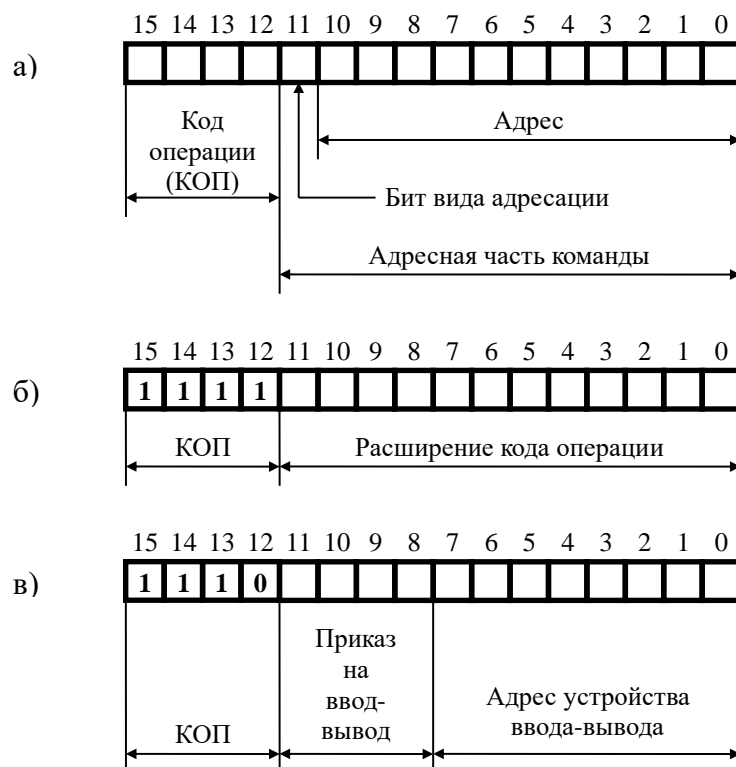 15 14 13 12 11 10 9 8 7 6 5 4 3 2 1 0
а)
Код
операции
(КОП)
Адрес
Бит вида адресации
Адресная часть команды
15 14 13 12 11 10 9 8 7 6 5 4 3 2 1 0
б)
1 1 1 1
КОП
Расширение кода операции
15 14 13 12 11 10 9 8 7 6 5 4 3 2 1 0
в)
1 1 1 0
КОП
Приказ
на
ввод-
вывод
Адрес устройства
ввода-вывода